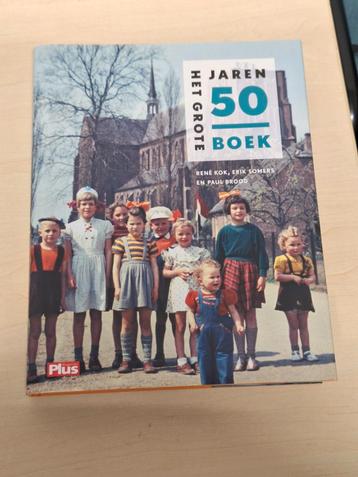 HET GROTE
JAREN
50
BOEK
RENÉ KOK, ERIK SOMERS
EN PAUL BROOD
Plus